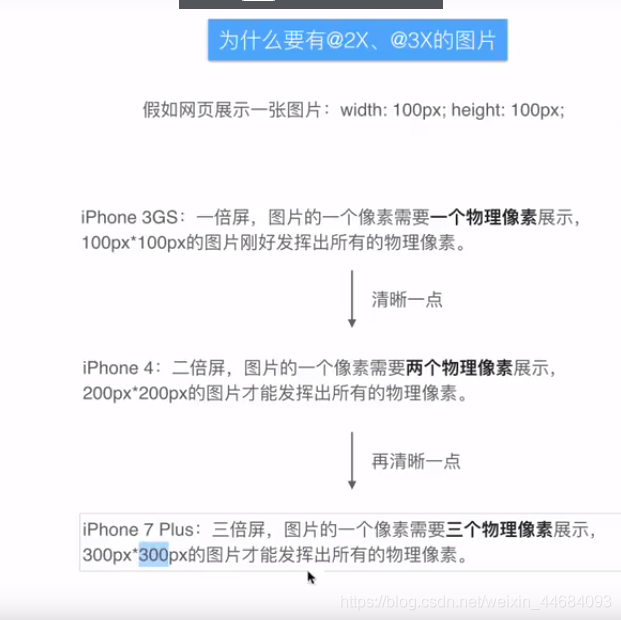 为什么要有@2X、@3X的图片
假如网页展示一张图片：width: 100px; height: 100px;
iPhone 3GS：一倍屏，图片的一个像素需要一个物理像素展示，
100px*100px的图片刚好发挥出所有的物理像素。
清晰一点
iPhone 4：二倍屏，图片的一个像素需要两个物理像素展示，
200px*200px的图片才能发挥出所有的物理像素。
再清晰一点
iPhone 7 Plus：三倍屏，图片的一个像素需要三个物理像素展示，
300px*300px的图片才能发挥出所有的物理像素。
https://blog.csdn.net/weixin_44684093